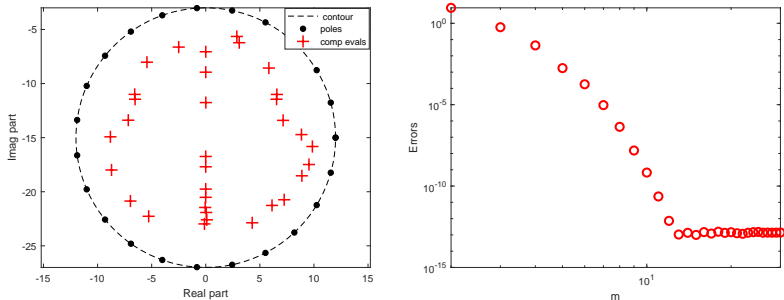 contour
poles
comp evals
-5
-10
-15
-20
-25
Imag part
-15 -10 -5 0 5 10 15
Real part
10^0
10^-5
10^-10
10^-15
Errors
10^1
m